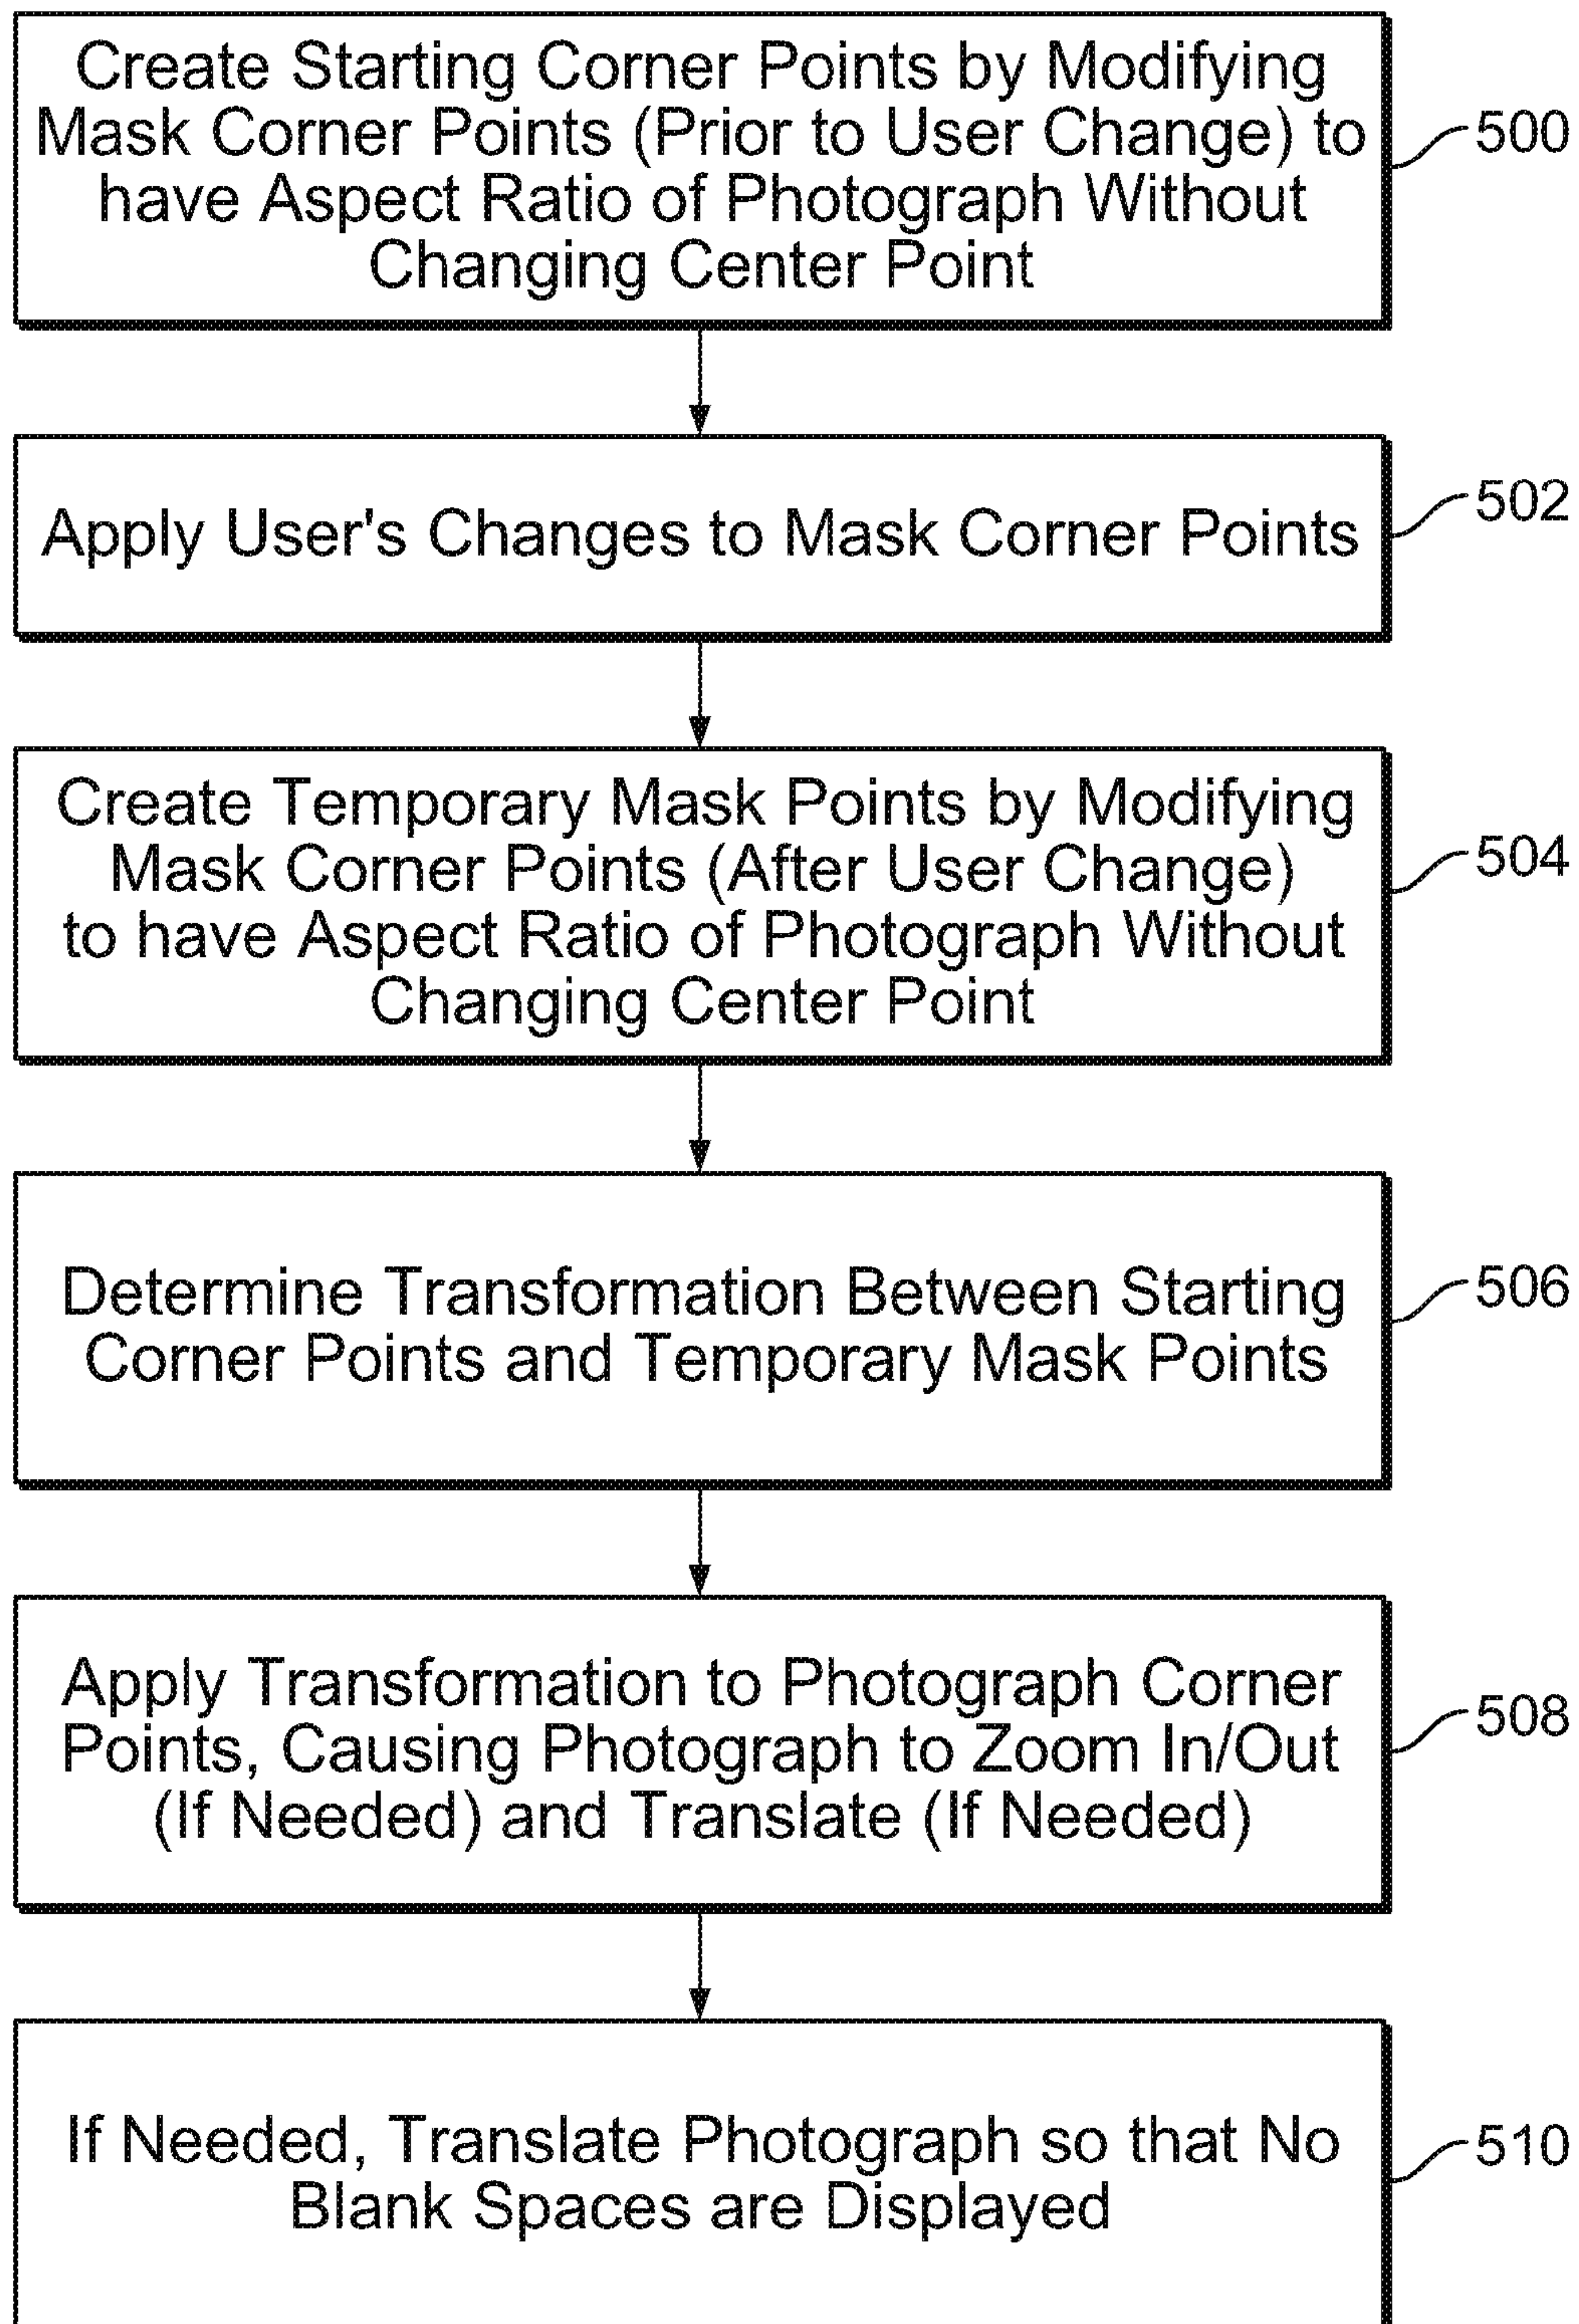 Create Starting Corner Points by Modifying
Mask Corner Points (Prior to User Change) to
have Aspect Ratio of Photograph Without
Changing Center Point
500
Apply User's Changes to Mask Corner Points
502
Create Temporary Mask Points by Modifying
Mask Corner Points (After User Change)
to have Aspect Ratio of Photograph Without
Changing Center Point
504
Determine Transformation Between Starting
Corner Points and Temporary Mask Points
506
Apply Transformation to Photograph Corner
Points, Causing Photograph to Zoom In/Out
(If Needed) and Translate (If Needed)
508
If Needed, Translate Photograph so that No
Blank Spaces are Displayed
510